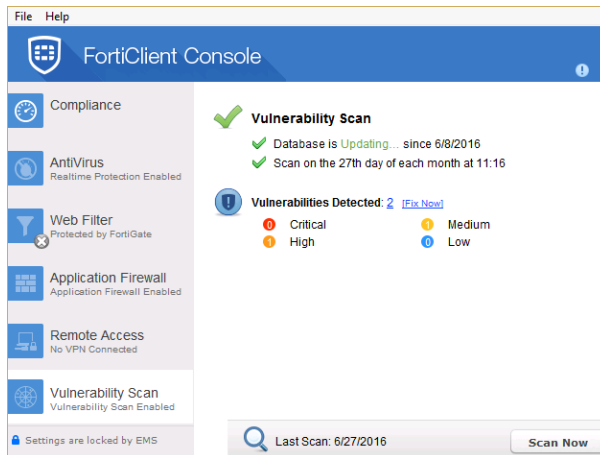 File Help
FortiClient Console
Compliance
AntiVirus
Realtime Protection Enabled
Web Filter
Protected by FortiGate
Application Firewall
Application Firewall Enabled
Remote Access
No VPN Connected
Vulnerability Scan
Vulnerability Scan Enabled
Settings are locked by EMS
Vulnerability Scan
Database is Updating... since 6/8/2016
Scan on the 27th day of each month at 11:16
Vulnerabilities Detected: 2 [Fix Now]
0 Critical 1 Medium
1 High 0 Low
Last Scan: 6/27/2016 Scan Now